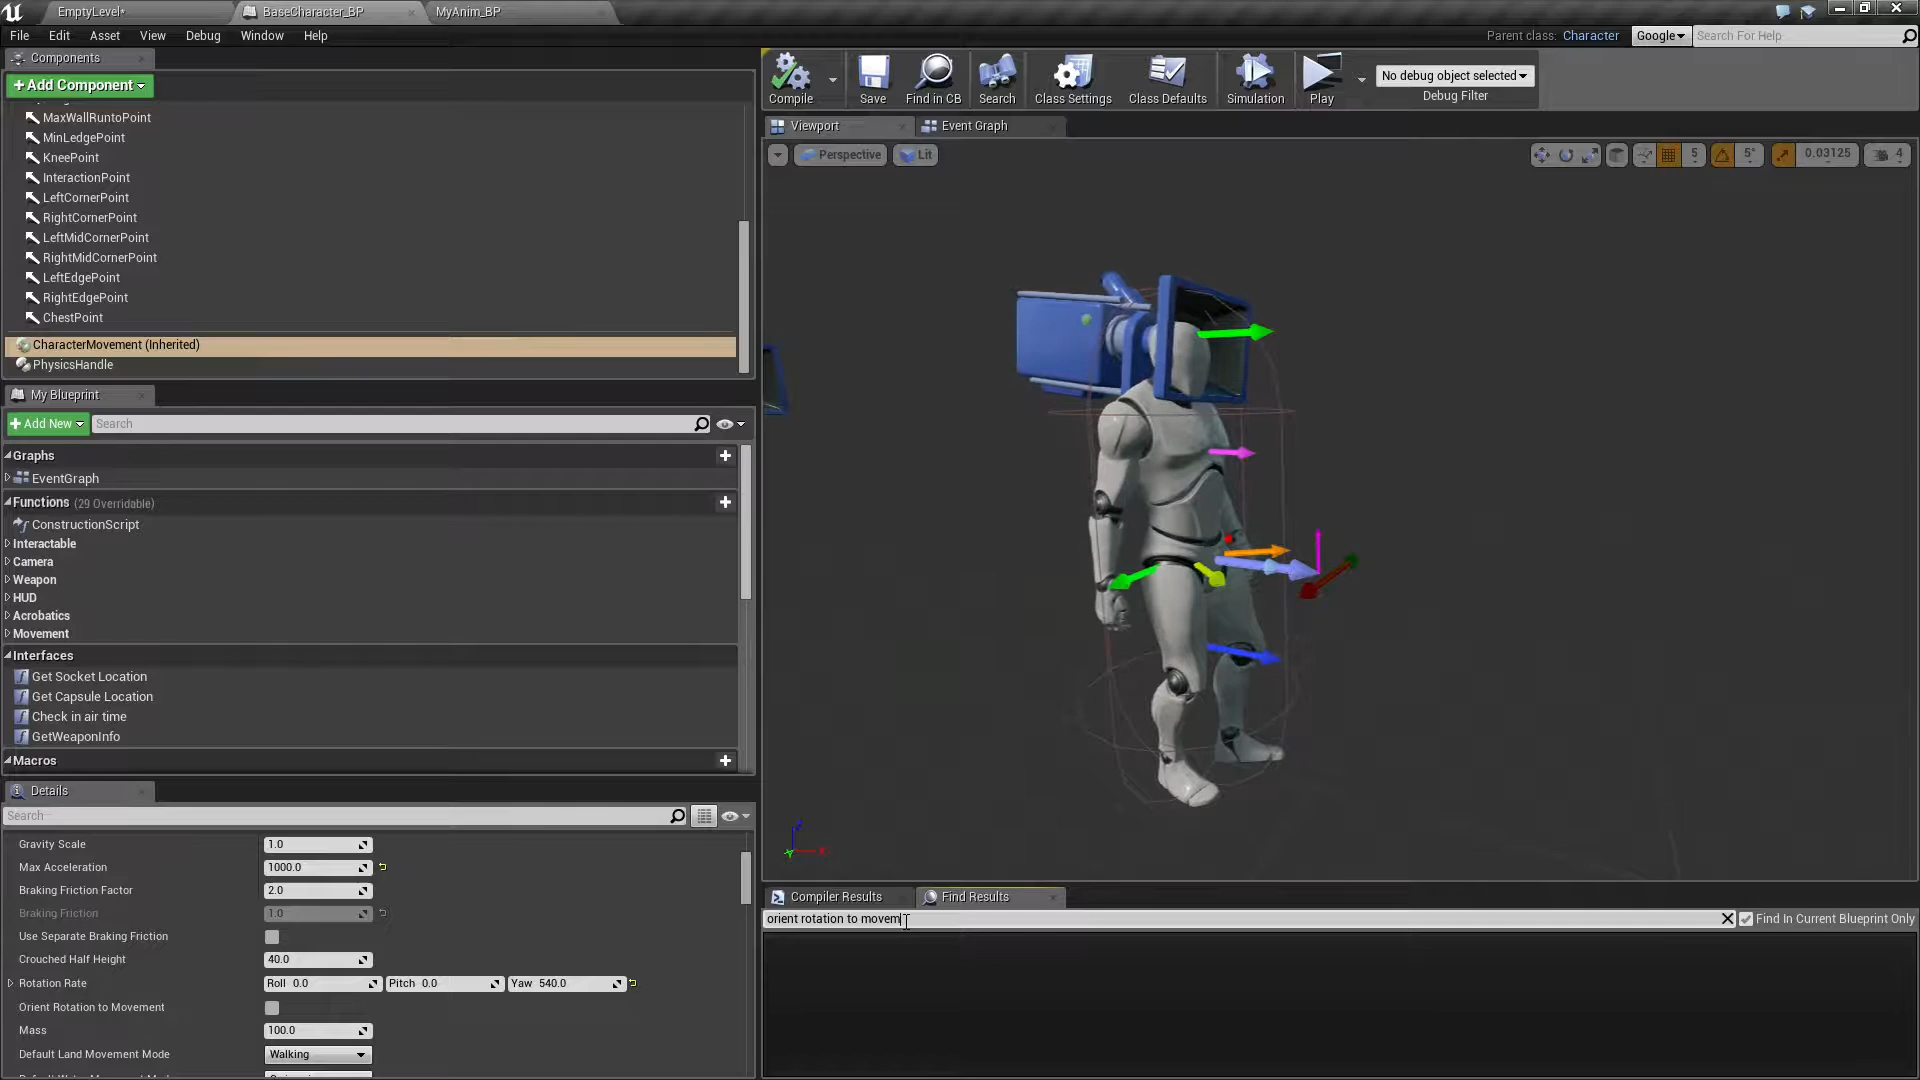 EmptyLevel*
BaseCharacter_BP
MyAnim_BP
File Edit Asset View Debug Window Help
Parent class: Character
Google
Search For Help
Components
+Add Component
MaxWallRuntoPoint
MinLedgePoint
KneePoint
InteractionPoint
LeftCornerPoint
RightCornerPoint
LeftMidCornerPoint
RightMidCornerPoint
LeftEdgePoint
RightEdgePoint
ChestPoint
CharacterMovement (Inherited)
PhysicsHandle
My Blueprint
+Add New
Search
Graphs
EventGraph
Functions (29 Overridable)
ConstructionScript
Interactable
Camera
Weapon
HUD
Acrobatics
Movement
Interfaces
Get Socket Location
Get Capsule Location
Check in air time
GetWeaponInfo
Macros
Details
Search
Gravity Scale 1.0
Max Acceleration 1000.0
Braking Friction Factor 2.0
Braking Friction 1.0
Use Separate Braking Friction
Crouched Half Height 40.0
Rotation Rate Roll 0.0 Pitch 0.0 Yaw 540.0
Orient Rotation to Movement
Mass 100.0
Default Land Movement Mode Walking
Compile
Save
Find in CB
Search
Class Settings
Class Defaults
Simulation
Play
No debug object selected
Debug Filter
Viewport
Event Graph
Perspective
Lit
5
5°
0.03125
4
Compiler Results
Find Results
orient rotation to movem
Find In Current Blueprint Only